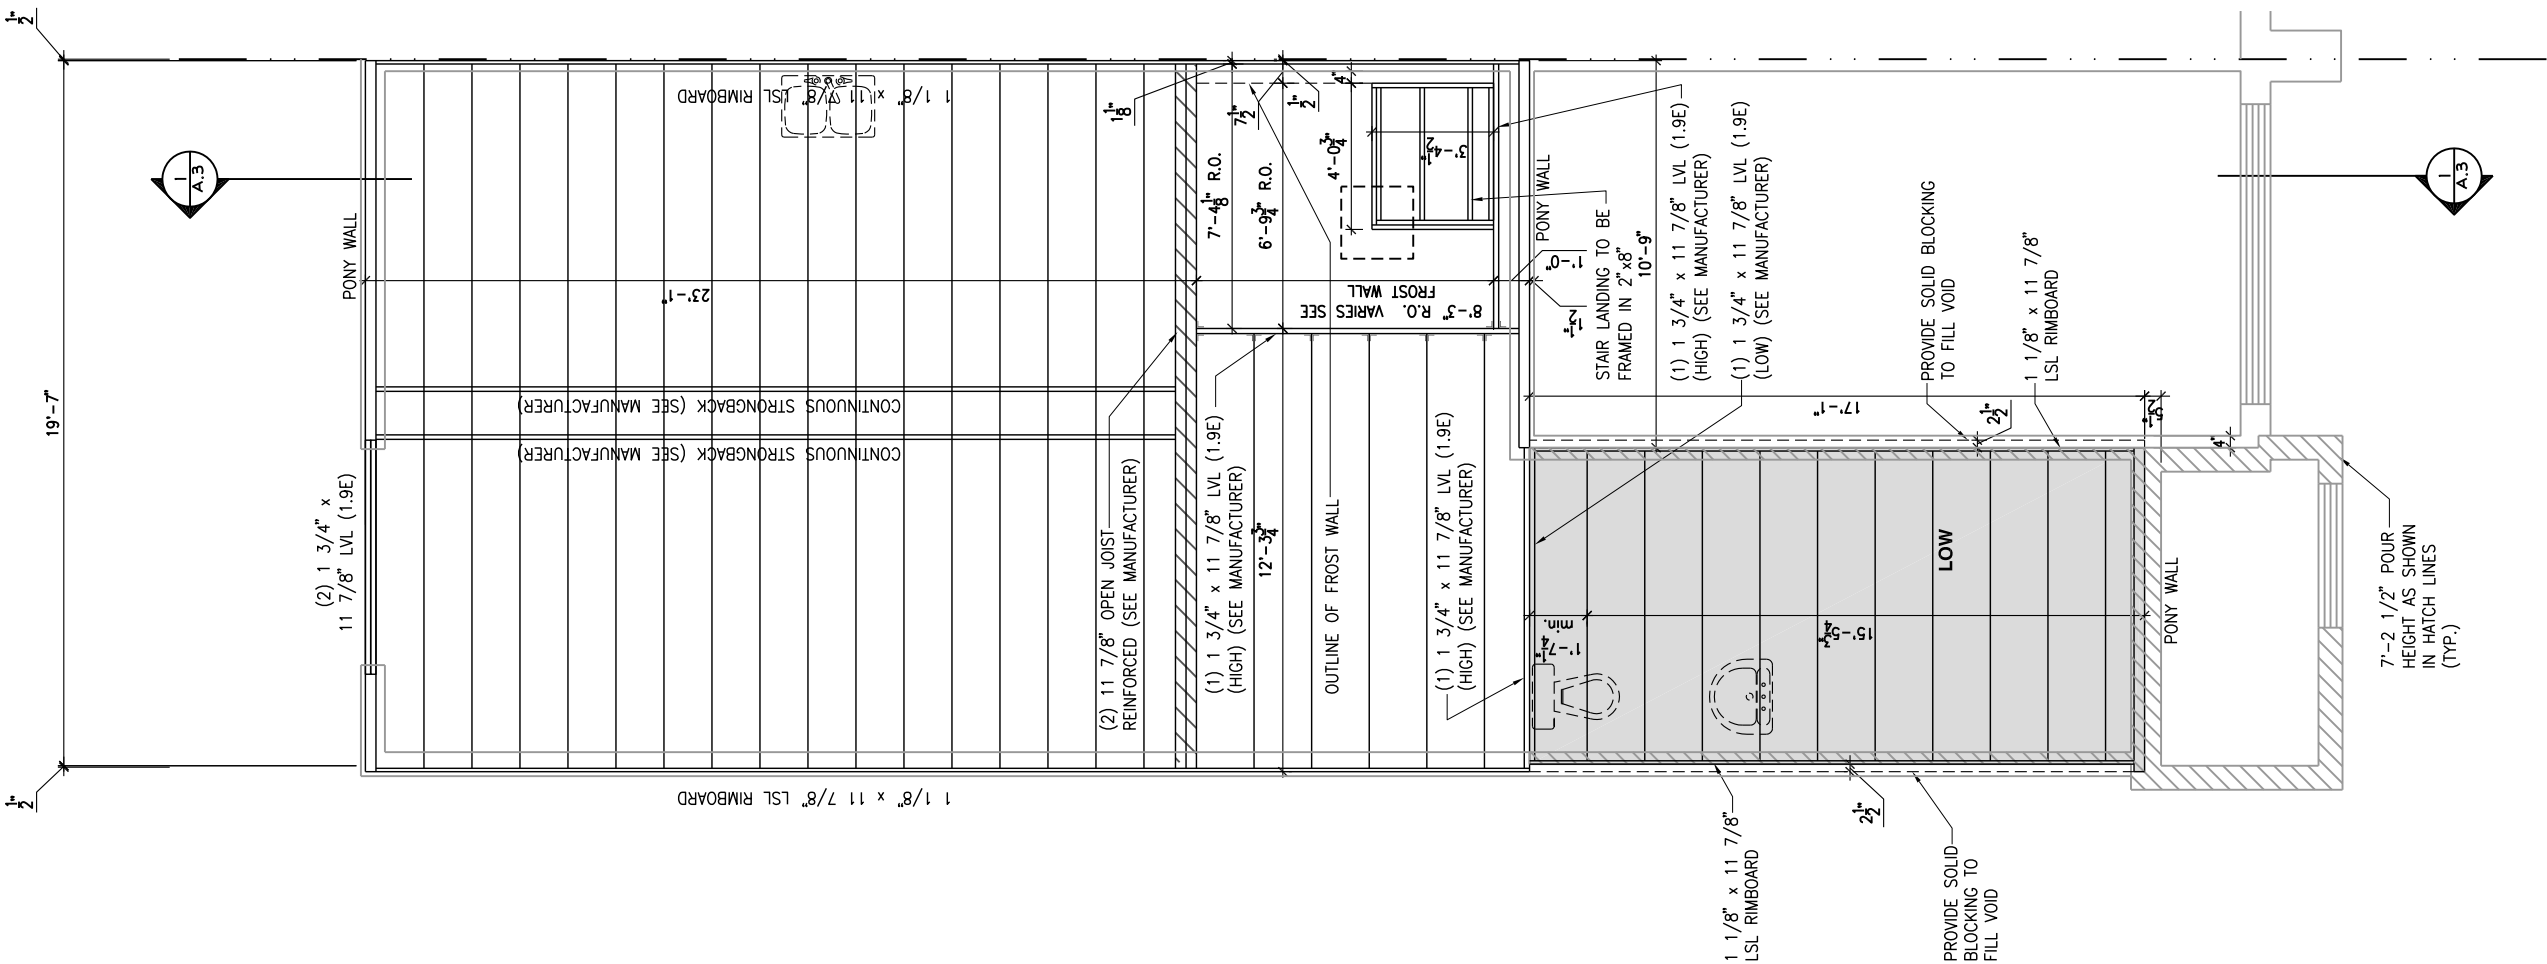 1/2"
19'-7"
1/2"
1
A.3
PONY WALL
(2) 1 3/4" x
11 7/8" LVL (1.9E)
1 1/8" x 11 7/8" LSL RIMBOARD
23'-1"
CONTINUOUS STRONGBACK (SEE MANUFACTURER)
CONTINUOUS STRONGBACK (SEE MANUFACTURER)
1 1/8" x 11 7/8" LSL RIMBOARD
(2) 11 7/8" OPEN JOIST
REINFORCED (SEE MANUFACTURER)
1 1/8"
7 1/2"
1/2"
4"
7'-4 1/8" R.O.
6'-9 3/4" R.O.
4'-0 3/4"
3'-4 1/2"
8'-3" R.O. VARIES SEE
FROST WALL
1'-0"
1 1/2"
(1) 1 3/4" x 11 7/8" LVL (1.9E)
(HIGH) (SEE MANUFACTURER)
12'-3 3/4"
OUTLINE OF FROST WALL
(1) 1 3/4" x 11 7/8" LVL (1.9E)
(HIGH) (SEE MANUFACTURER)
PONY WALL
STAIR LANDING TO BE
FRAMED IN 2"x8"
10'-9"
(1) 1 3/4" x 11 7/8" LVL (1.9E)
(HIGH) (SEE MANUFACTURER)
(1) 1 3/4" x 11 7/8" LVL (1.9E)
(LOW) (SEE MANUFACTURER)
17'-1"
PROVIDE SOLID BLOCKING
TO FILL VOID
2 1/2"
1 1/8" x 11 7/8"
LSL RIMBOARD
5 1/2"
4"
1'-7 1/4"
min.
15'-5 3/4"
LOW
PONY WALL
2 1/2"
1 1/8" x 11 7/8"
LSL RIMBOARD
PROVIDE SOLID
BLOCKING TO
FILL VOID
7'-2 1/2" POUR
HEIGHT AS SHOWN
IN HATCH LINES
(TYP.)
1
A.3